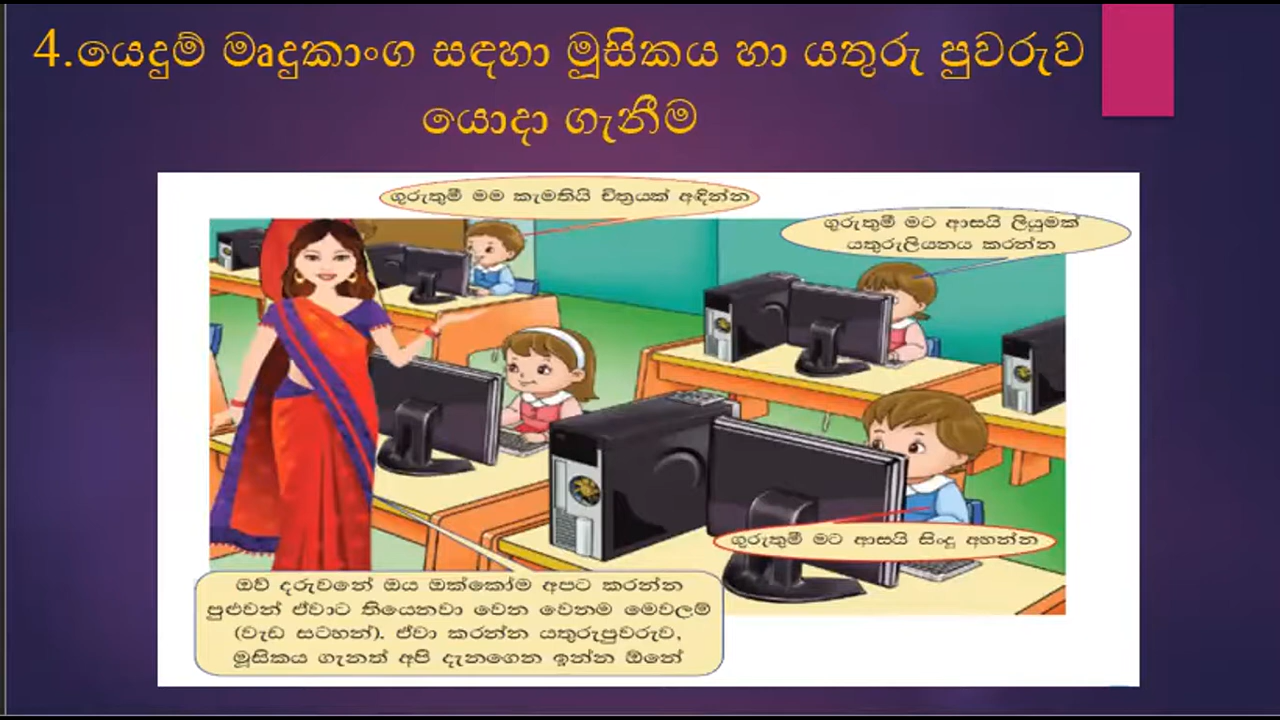 4.යෙදුම් මෘදුකාංග සඳහා මූසිකය හා යතුරු පුවරුව
යොදා ගැනීම
ගුරුතුමී මම කැමතියි චිත්‍රයක් අඳින්න
ගුරුතුමී මට ආසයි ලියුමක්
යතුරුලියනය කරන්න
ගුරුතුමී මට ආසයි සිංදු අහන්න
ඔව් දරුවනේ ඔය ඔක්කෝම අපට කරන්න
පුළුවන් ඒවාට තියෙනවා වෙන වෙනම මෙවලම්
(වැඩ සටහන්). ඒවා කරන්න යතුරුපුවරුව,
මූසිකය ගැනත් අපි දැනගෙන ඉන්න ඕනේ